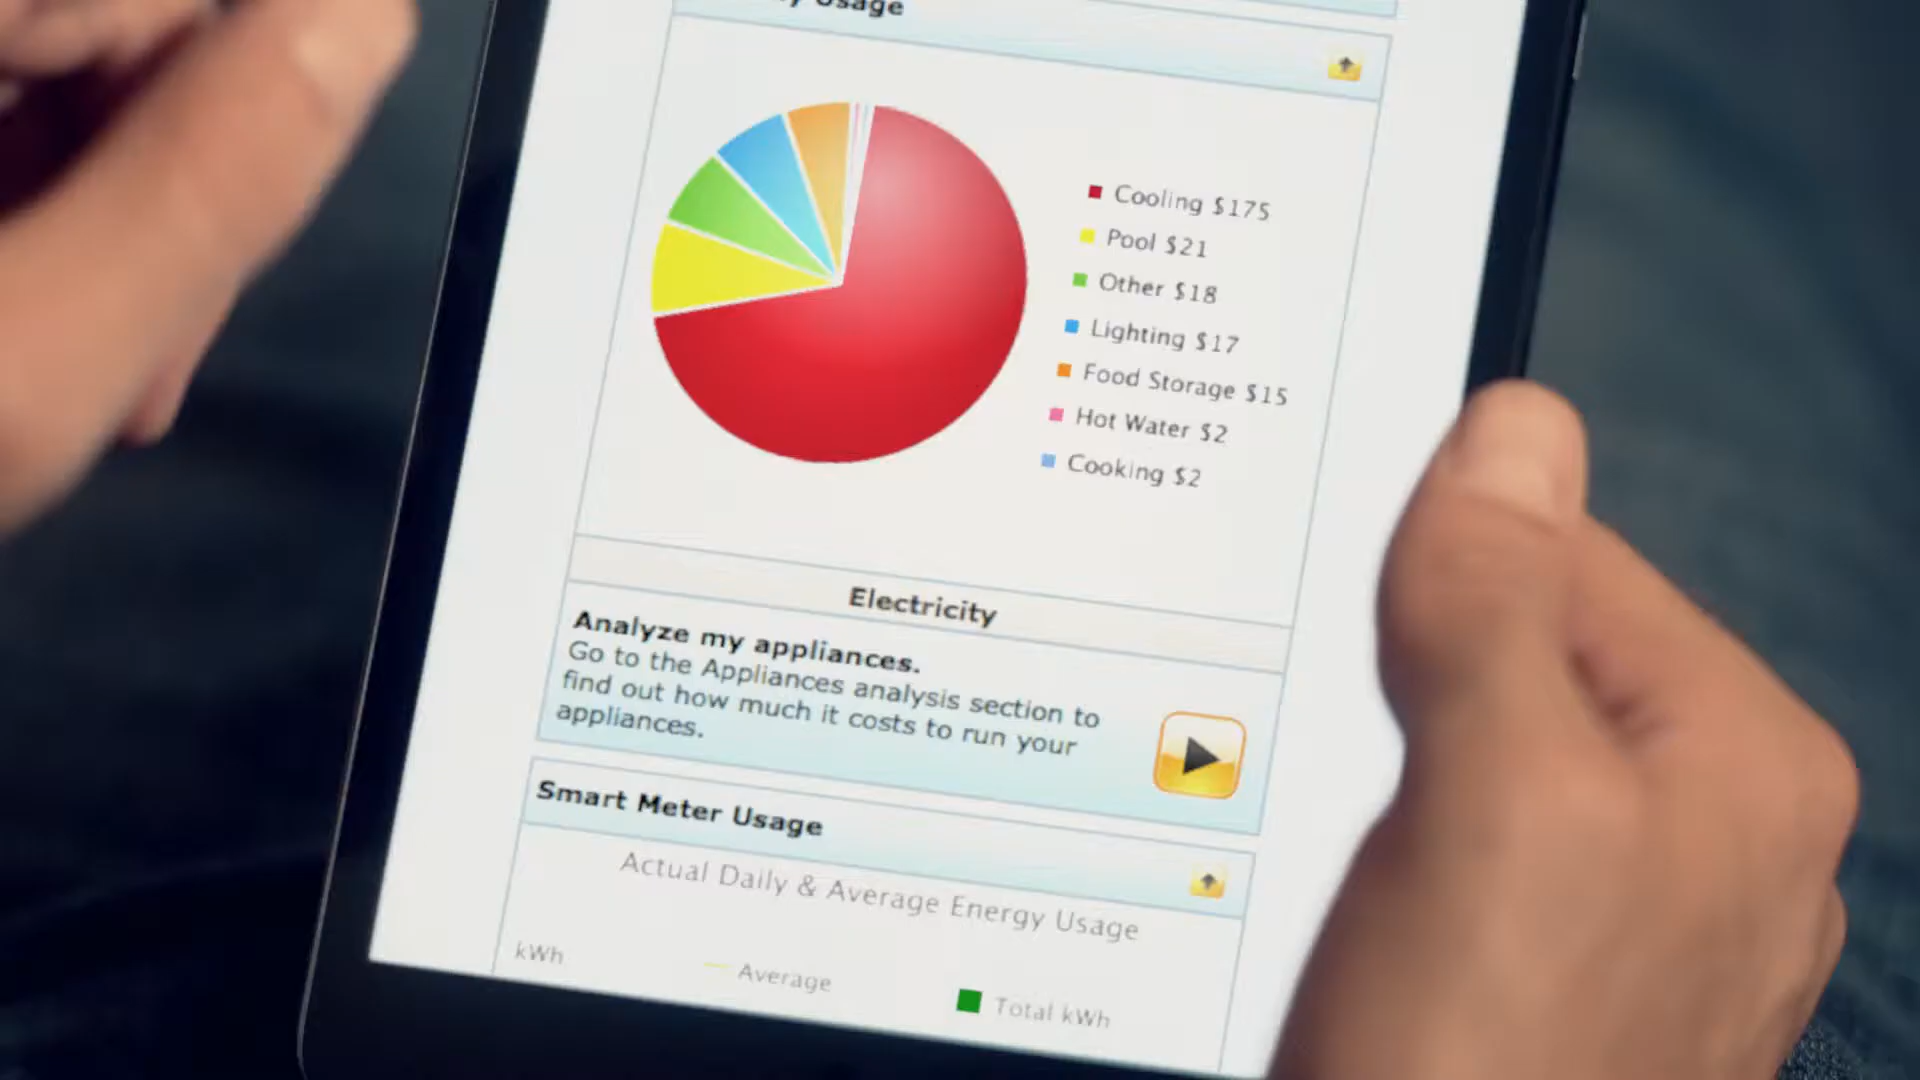 Usage
Cooling $175
Pool $21
Other $18
Lighting $17
Food Storage $15
Hot Water $2
Cooking $2
Electricity
Analyze my appliances.
Go to the Appliances analysis section to
find out how much it costs to run your
appliances.
Smart Meter Usage
Actual Daily & Average Energy Usage
kWh
Average
Total kWh